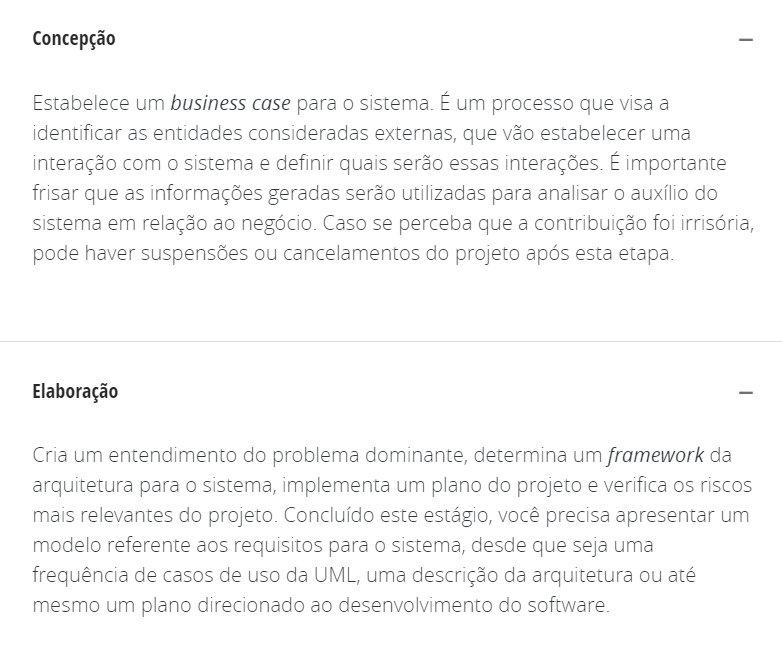 Concepção
Estabelece um business case para o sistema. É um processo que visa a
identificar as entidades consideradas externas, que vão estabelecer uma
interação com o sistema e definir quais serão essas interações. É importante
frisar que as informações geradas serão utilizadas para analisar o auxílio do
sistema em relação ao negócio. Caso se perceba que a contribuição foi irrisória,
pode haver suspensões ou cancelamentos do projeto após esta etapa.
Elaboração
Cria um entendimento do problema dominante, determina um framework da
arquitetura para o sistema, implementa um plano do projeto e verifica os riscos
mais relevantes do projeto. Concluído este estágio, você precisa apresentar um
modelo referente aos requisitos para o sistema, desde que seja uma
frequência de casos de uso da UML, uma descrição da arquitetura ou até
mesmo um plano direcionado ao desenvolvimento do software.